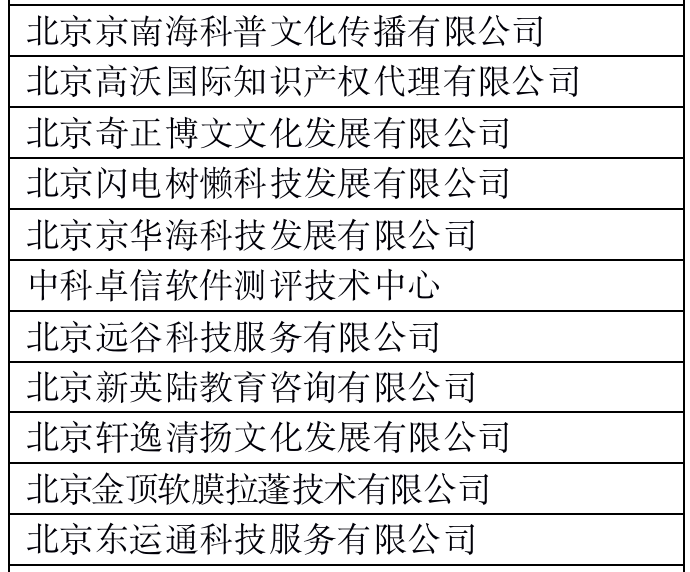 北京京南海科普文化传播有限公司
北京高沃国际知识产权代理有限公司
北京奇正博文文化发展有限公司
北京闪电树懒科技发展有限公司
北京京华海科技发展有限公司
中科卓信软件测评技术中心
北京远谷科技服务有限公司
北京新英陆教育咨询有限公司
北京轩逸清扬文化发展有限公司
北京金顶软膜拉蓬技术有限公司
北京东运通科技服务有限公司